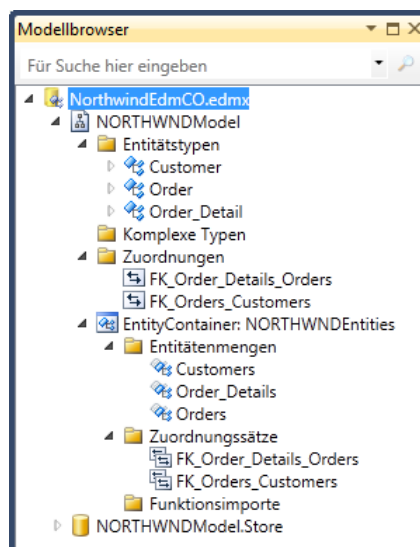 Modellbrowser
Für Suche hier eingeben
NorthwindEdmCO.edmx
NORTHWNDModel
Entitätstypen
Customer
Order
Order_Detail
Komplexe Typen
Zuordnungen
FK_Order_Details_Orders
FK_Orders_Customers
EntityContainer: NORTHWNDEntities
Entitätenmengen
Customers
Order_Details
Orders
Zuordnungssätze
FK_Order_Details_Orders
FK_Orders_Customers
Funktionsimporte
NORTHWNDModel.Store